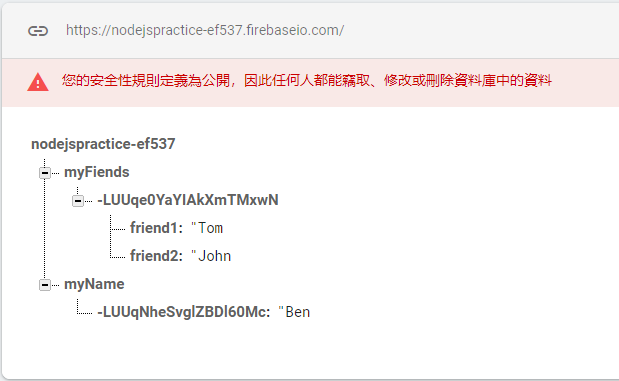 https://nodejspractice-ef537.firebaseio.com/
您的安全性規則定義為公開，因此任何人都能竊取、修改或刪除資料庫中的資料
nodejspractice-ef537
myFiends
-LUUqe0YaYIAkXmTMxwN
friend1: "Tom
friend2: "John
myName
-LUUqNheSvglZBDl60Mc: "Ben